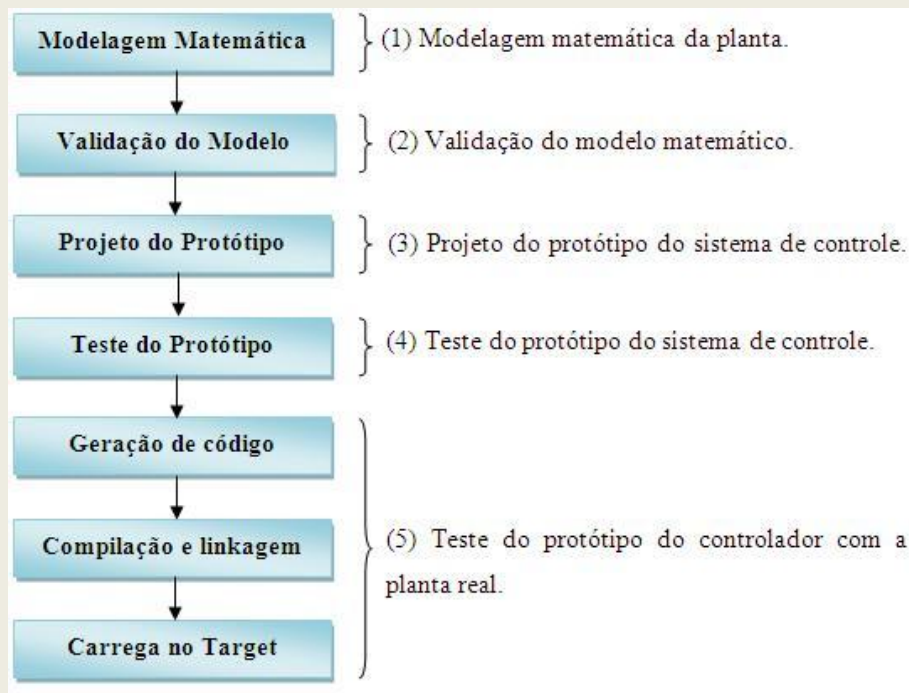 Modelagem Matemática
(1) Modelagem matemática da planta.
Validação do Modelo
(2) Validação do modelo matemático.
Projeto do Protótipo
(3) Projeto do protótipo do sistema de controle.
Teste do Protótipo
(4) Teste do protótipo do sistema de controle.
Geração de código
Compilação e linkagem
(5) Teste do protótipo do controlador com a
planta real.
Carrega no Target